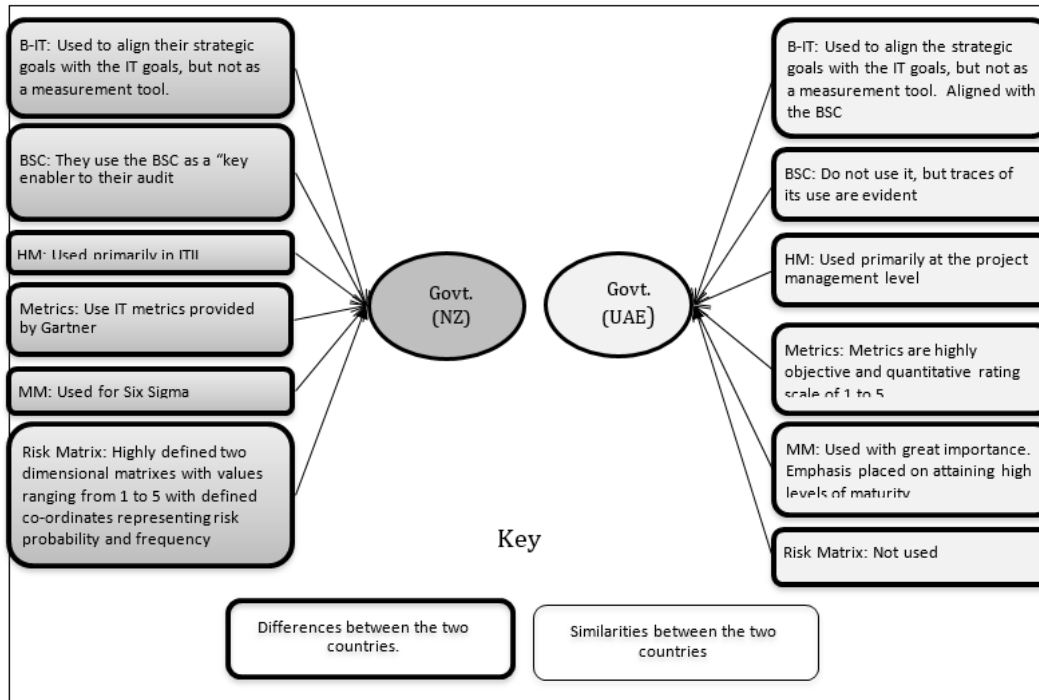 B-IT: Used to align their strategic
goals with the IT goals, but not as
a measurement tool.
BSC: They use the BSC as a "key
enabler to their audit
HM: Used primarily in ITIL
Metrics: Use IT metrics provided
by Gartner
MM: Used for Six Sigma
Risk Matrix: Highly defined two
dimensional matrixes with values
ranging from 1 to 5 with defined
co-ordinates representing risk
probability and frequency
Govt.
(NZ)
Govt.
(UAE)
B-IT: Used to align the strategic
goals with the IT goals, but not as
a measurement tool. Aligned with
the BSC
BSC: Do not use it, but traces of
its use are evident
HM: Used primarily at the project
management level
Metrics: Metrics are highly
objective and quantitative rating
scale of 1 to 5
MM: Used with great importance.
Emphasis placed on attaining high
levels of maturity
Risk Matrix: Not used
Key
Differences between the two
countries.
Similarities between the two
countries